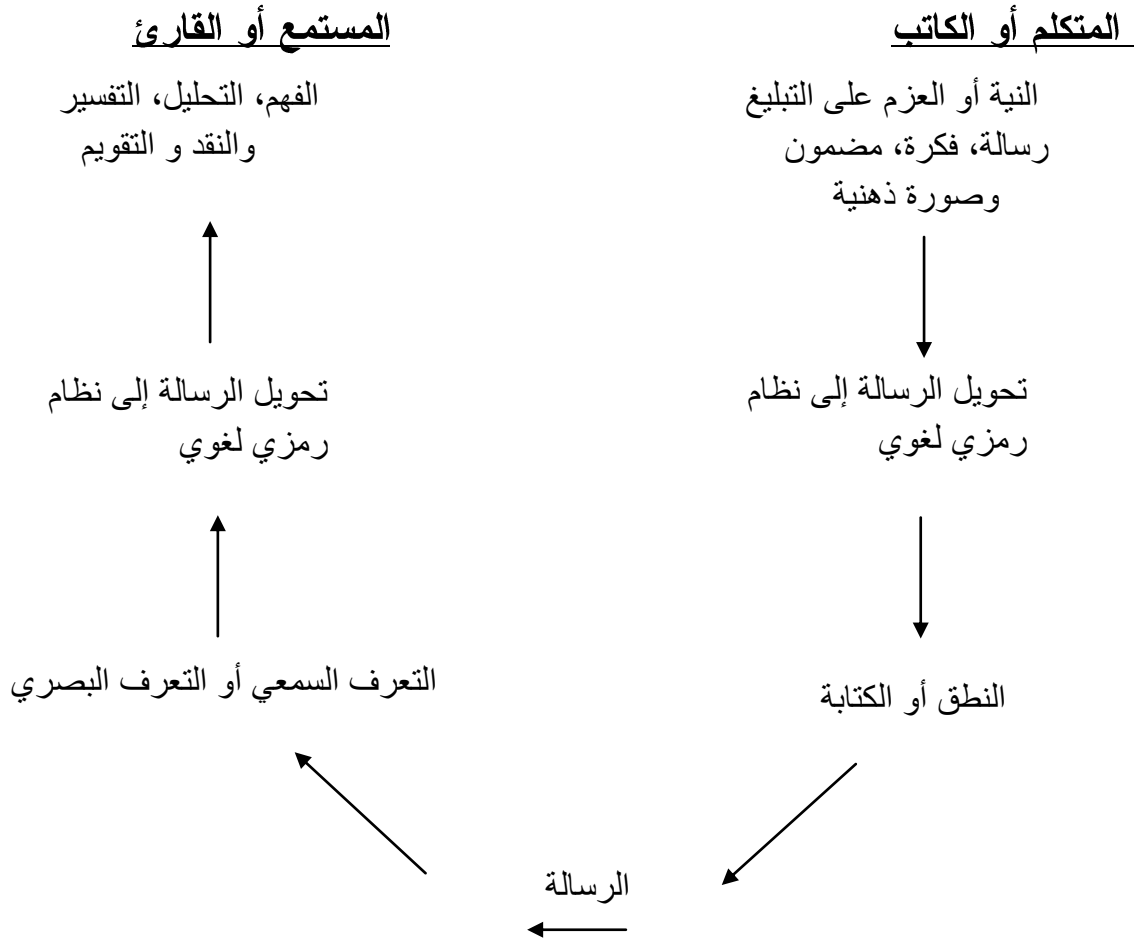 المتكلم أو الكاتب
النية أو العزم على التبليغ
رسالة، فكرة، مضمون
وصورة ذهنية
تحويل الرسالة إلى نظام
رمزي لغوي
النطق أو الكتابة
الرسالة
المستمع أو القارئ
الفهم، التحليل، التفسير
والنقد و التقويم
تحويل الرسالة إلى نظام
رمزي لغوي
التعرف السمعي أو التعرف البصري